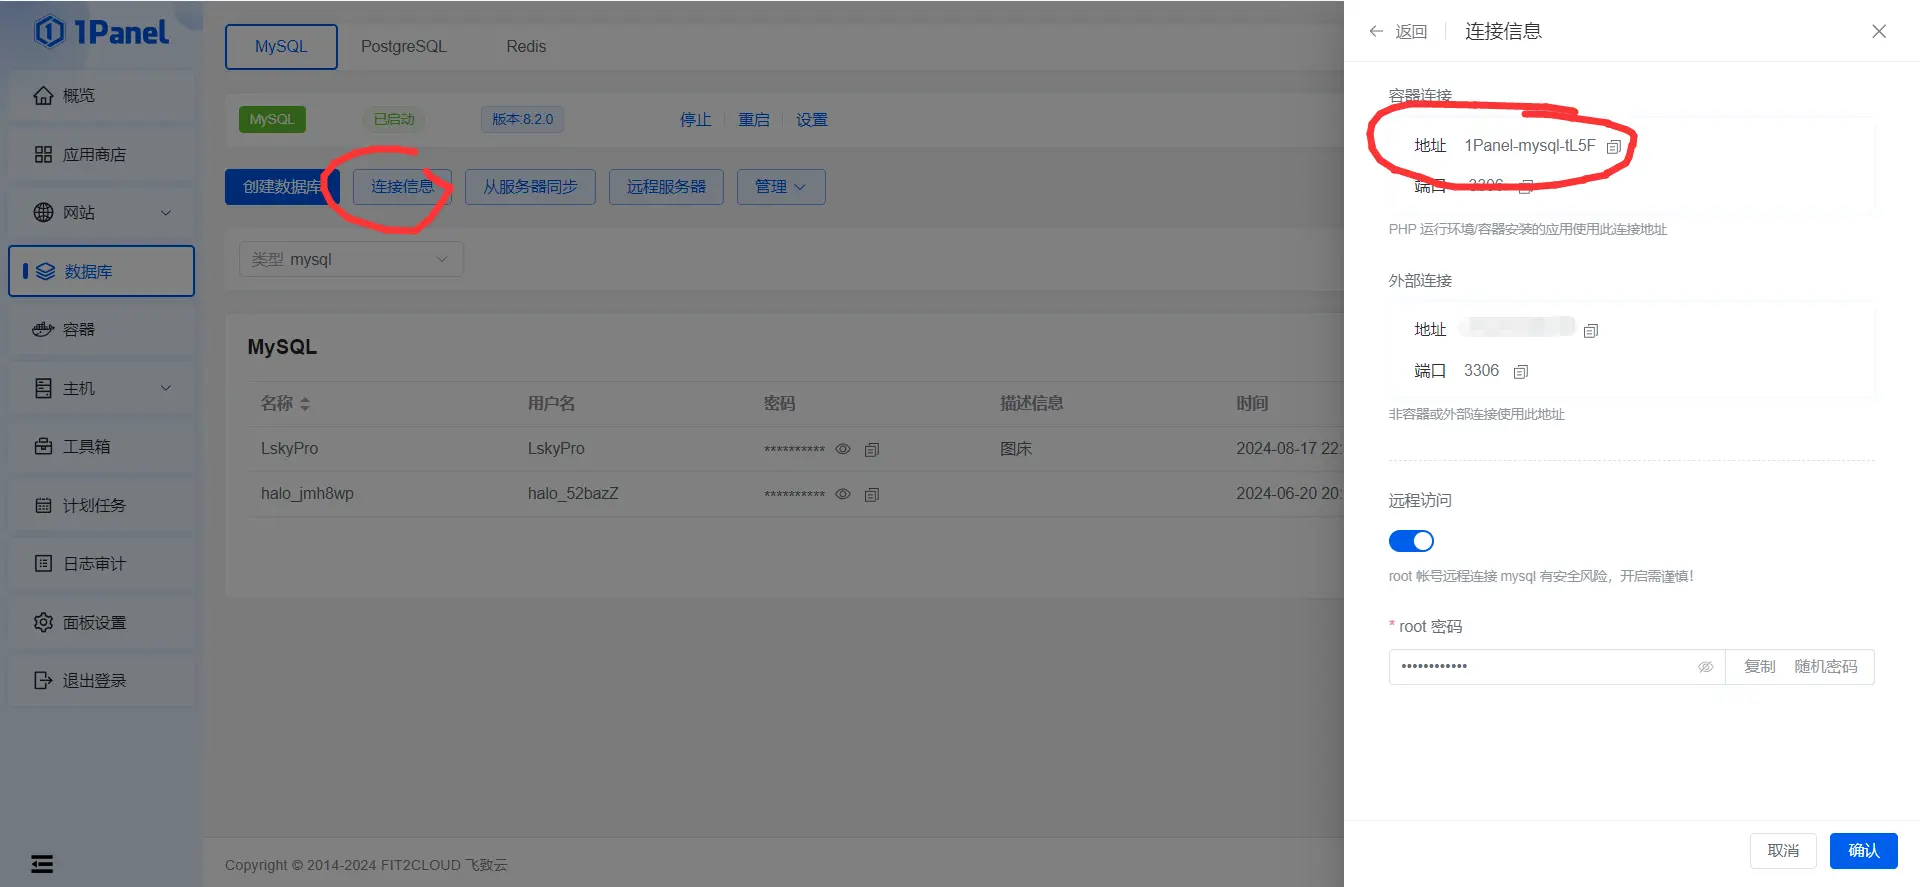 1Panel
概览
应用商店
网站
数据库
容器
主机
工具箱
计划任务
日志审计
面板设置
退出登录
MySQL PostgreSQL Redis
MySQL 已启动 版本:8.2.0 停止 重启 设置
创建数据库 连接信息 从服务器同步 远程服务器 管理
类型 mysql
MySQL
名称 用户名 密码 描述信息 时间
LskyPro LskyPro ********** 图床 2024-08-17 22:
halo_jmh8wp halo_52bazZ ********** 2024-06-20 20:
Copyright © 2014-2024 FIT2CLOUD 飞致云
返回 连接信息
容器连接
地址 1Panel-mysql-tL5F
端口 3306
PHP 运行环境/容器安装的应用使用此连接地址
外部连接
地址
端口 3306
非容器或外部连接使用此地址
远程访问
root 帐号远程连接 mysql 有安全风险，开启需谨慎！
* root 密码
•••••••••••• 复制 随机密码
取消 确认